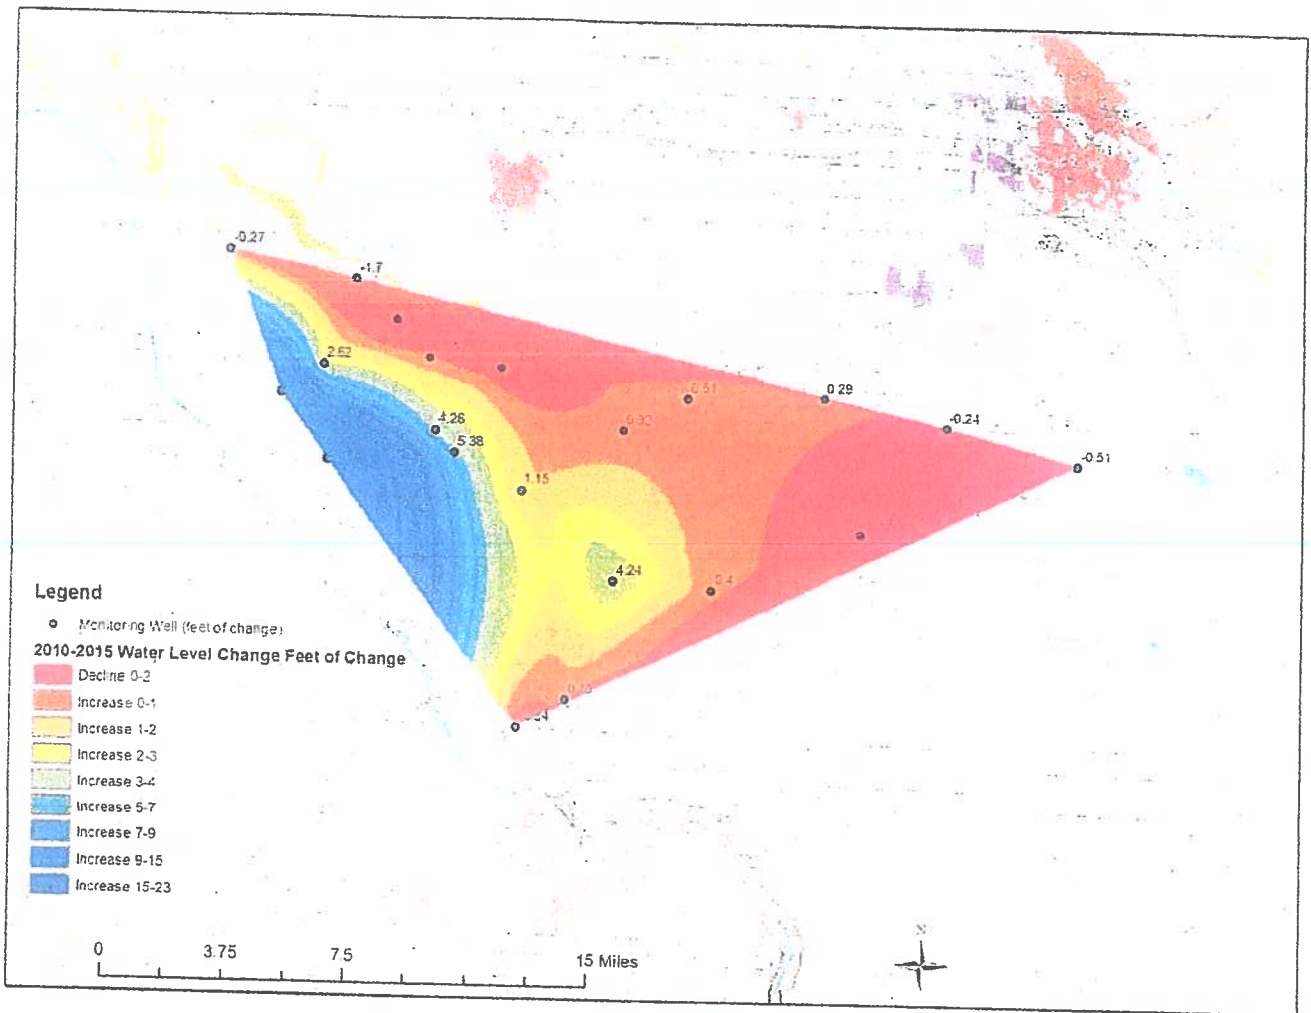 -0.27
-1.7
2.62
0.51
0.29
0.32
-0.24
4.26
5.38
-0.51
1.15
4.24
0.4
Legend
Monitoring Well (feet of change)
2010-2015 Water Level Change Feet of Change
Decline 0-2
Increase 0-1
Increase 1-2
Increase 2-3
Increase 3-4
Increase 5-7
Increase 7-9
Increase 9-15
Increase 15-23
0 3.75 7.5 15 Miles
N